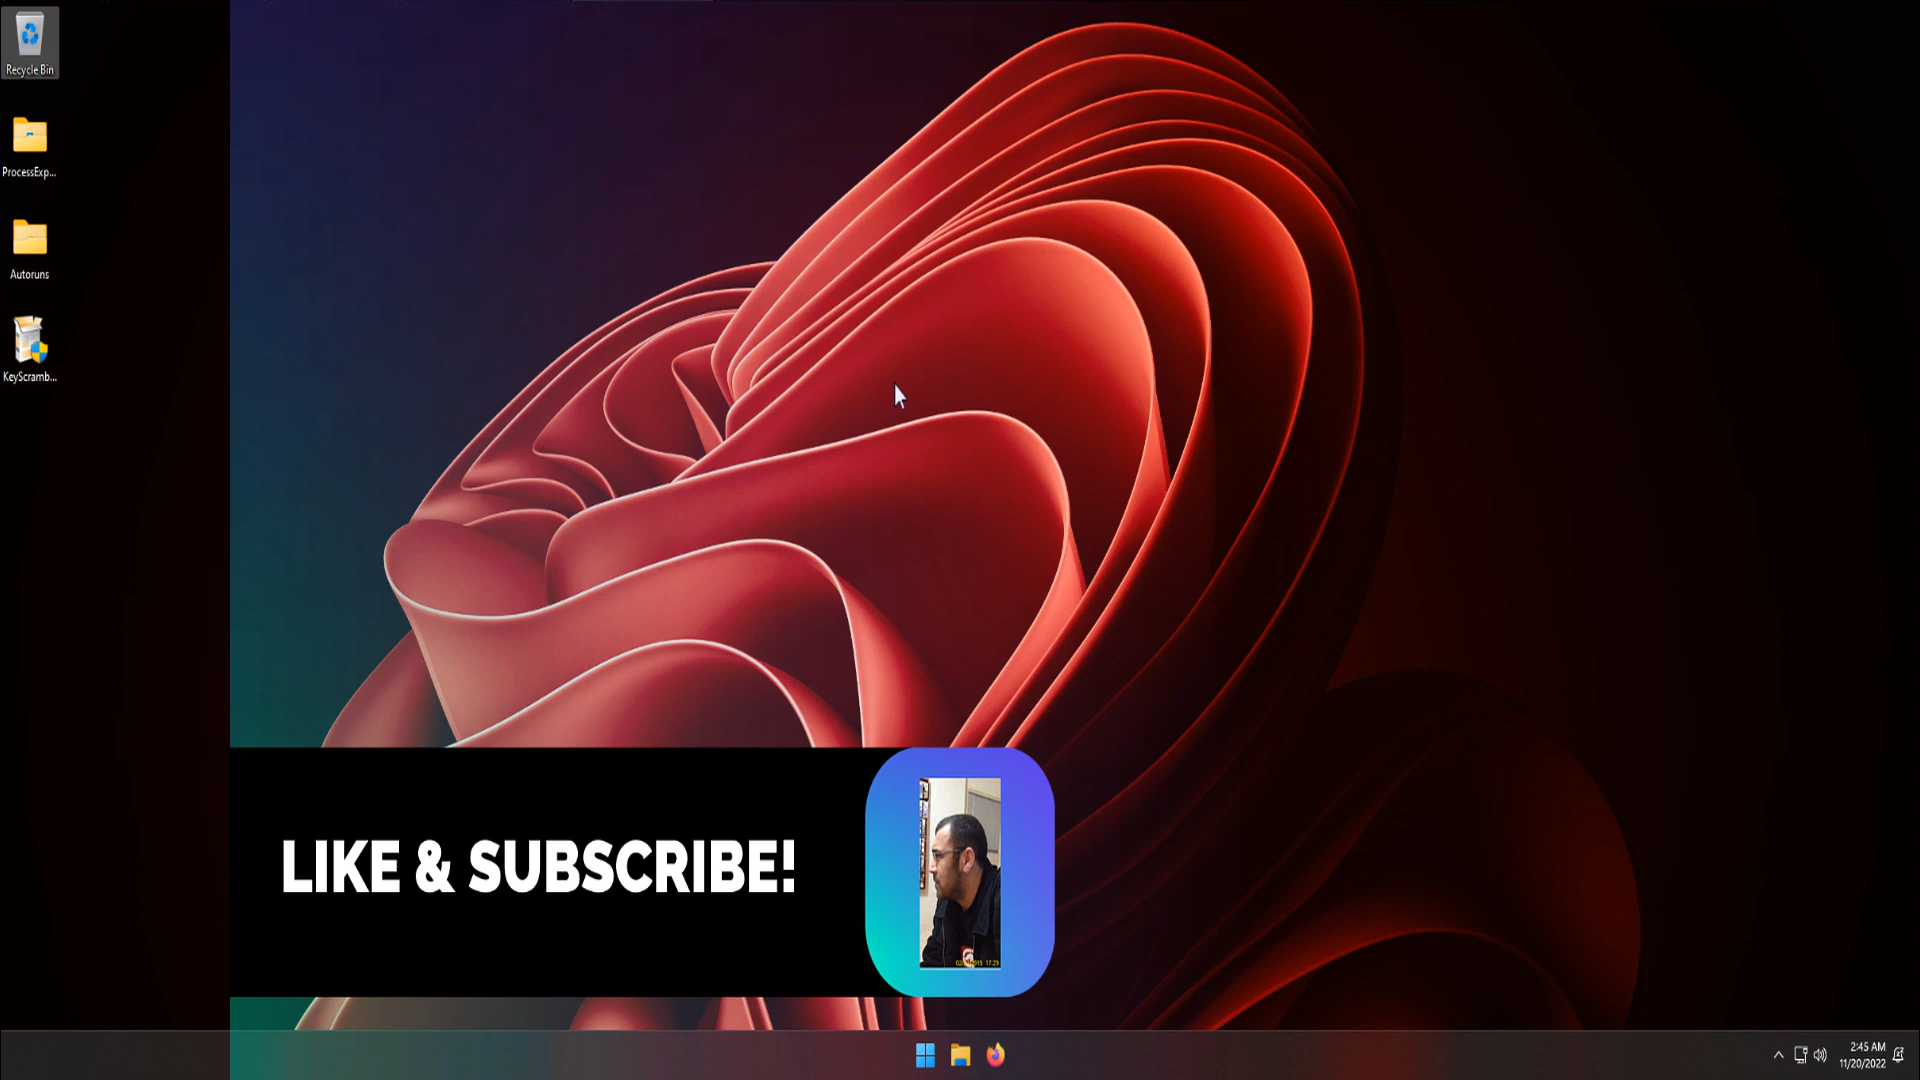 Recycle Bin
ProcessExp...
Autoruns
KeyScramb...
LIKE & SUBSCRIBE!
2:45 AM
11/20/2022